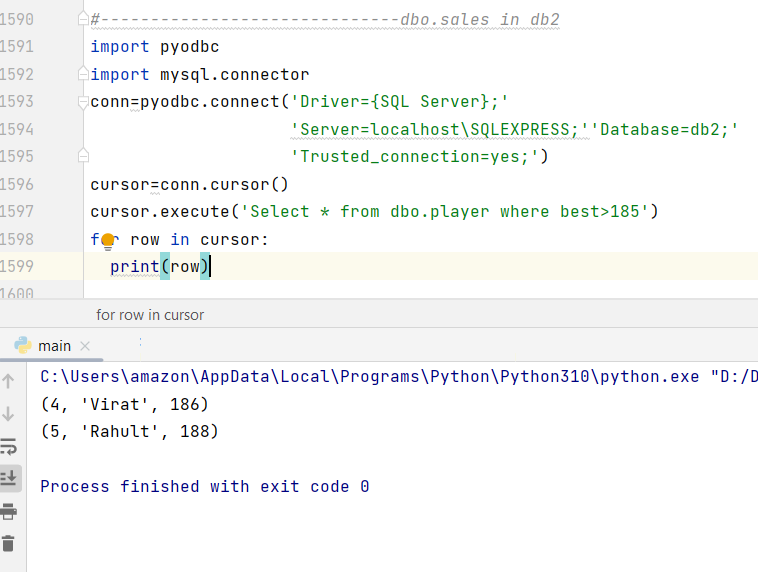 1590 #------------------------------dbo.sales in db2
1591 import pyodbc
1592 import mysql.connector
1593 conn=pyodbc.connect('Driver={SQL Server};'
1594 'Server=localhost\SQLEXPRESS;''Database=db2;'
1595 'Trusted_connection=yes;')
1596 cursor=conn.cursor()
1597 cursor.execute('Select * from dbo.player where best>185')
1598 for row in cursor:
1599 print(row)
1600
for row in cursor
main
C:\Users\amazon\AppData\Local\Programs\Python\Python310\python.exe "D:/D
(4, 'Virat', 186)
(5, 'Rahult', 188)
Process finished with exit code 0